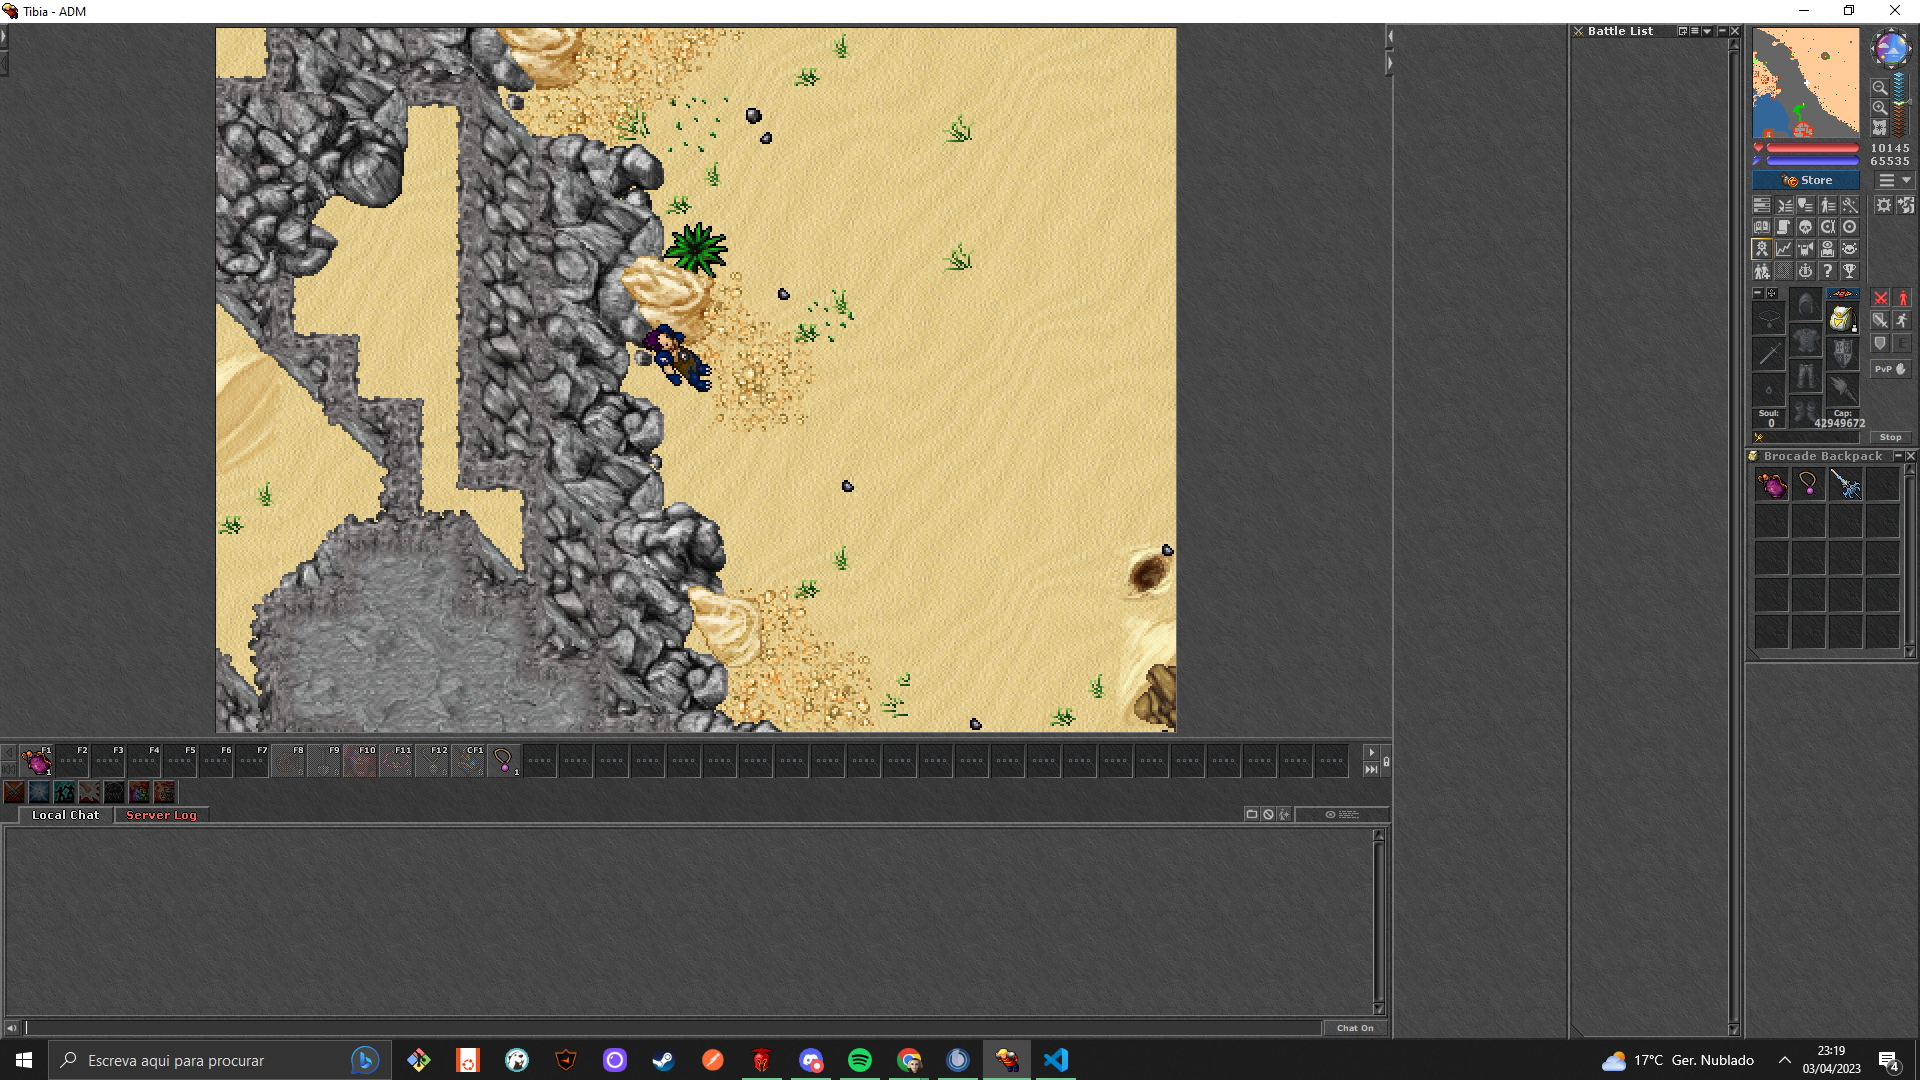 Tibia - ADM
Battle List
10145
65535
Store
PvP
Soul:
0
Cap:
42949672
Stop
Brocade Backpack
F1
F2
F3
F4
F5
F6
F7
F8
F9
F10
F11
F12
CF1
1
1
Local Chat
Server Log
Chat On
Escreva aqui para procurar
17°C Ger. Nublado
23:19
03/04/2023
4